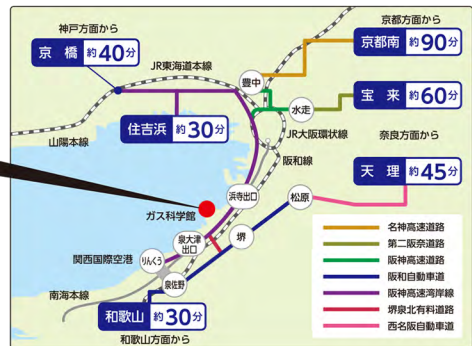 神戸方面から
京橋 約40分
JR東海道本線
山陽本線
住吉浜 約30分
京都方面から
京都南 約90分
豊中
水走
宝来 約60分
JR大阪環状線
奈良方面から
阪和線
天理 約45分
浜寺出口
松原
ガス科学館
泉大津
出口
堺
関西国際空港
りんくう
泉佐野
南海本線
和歌山 約30分
和歌山方面から
名神高速道路
第二阪奈道路
阪神高速道路
阪和自動車道
阪神高速湾岸線
堺泉北有料道路
西名阪自動車道